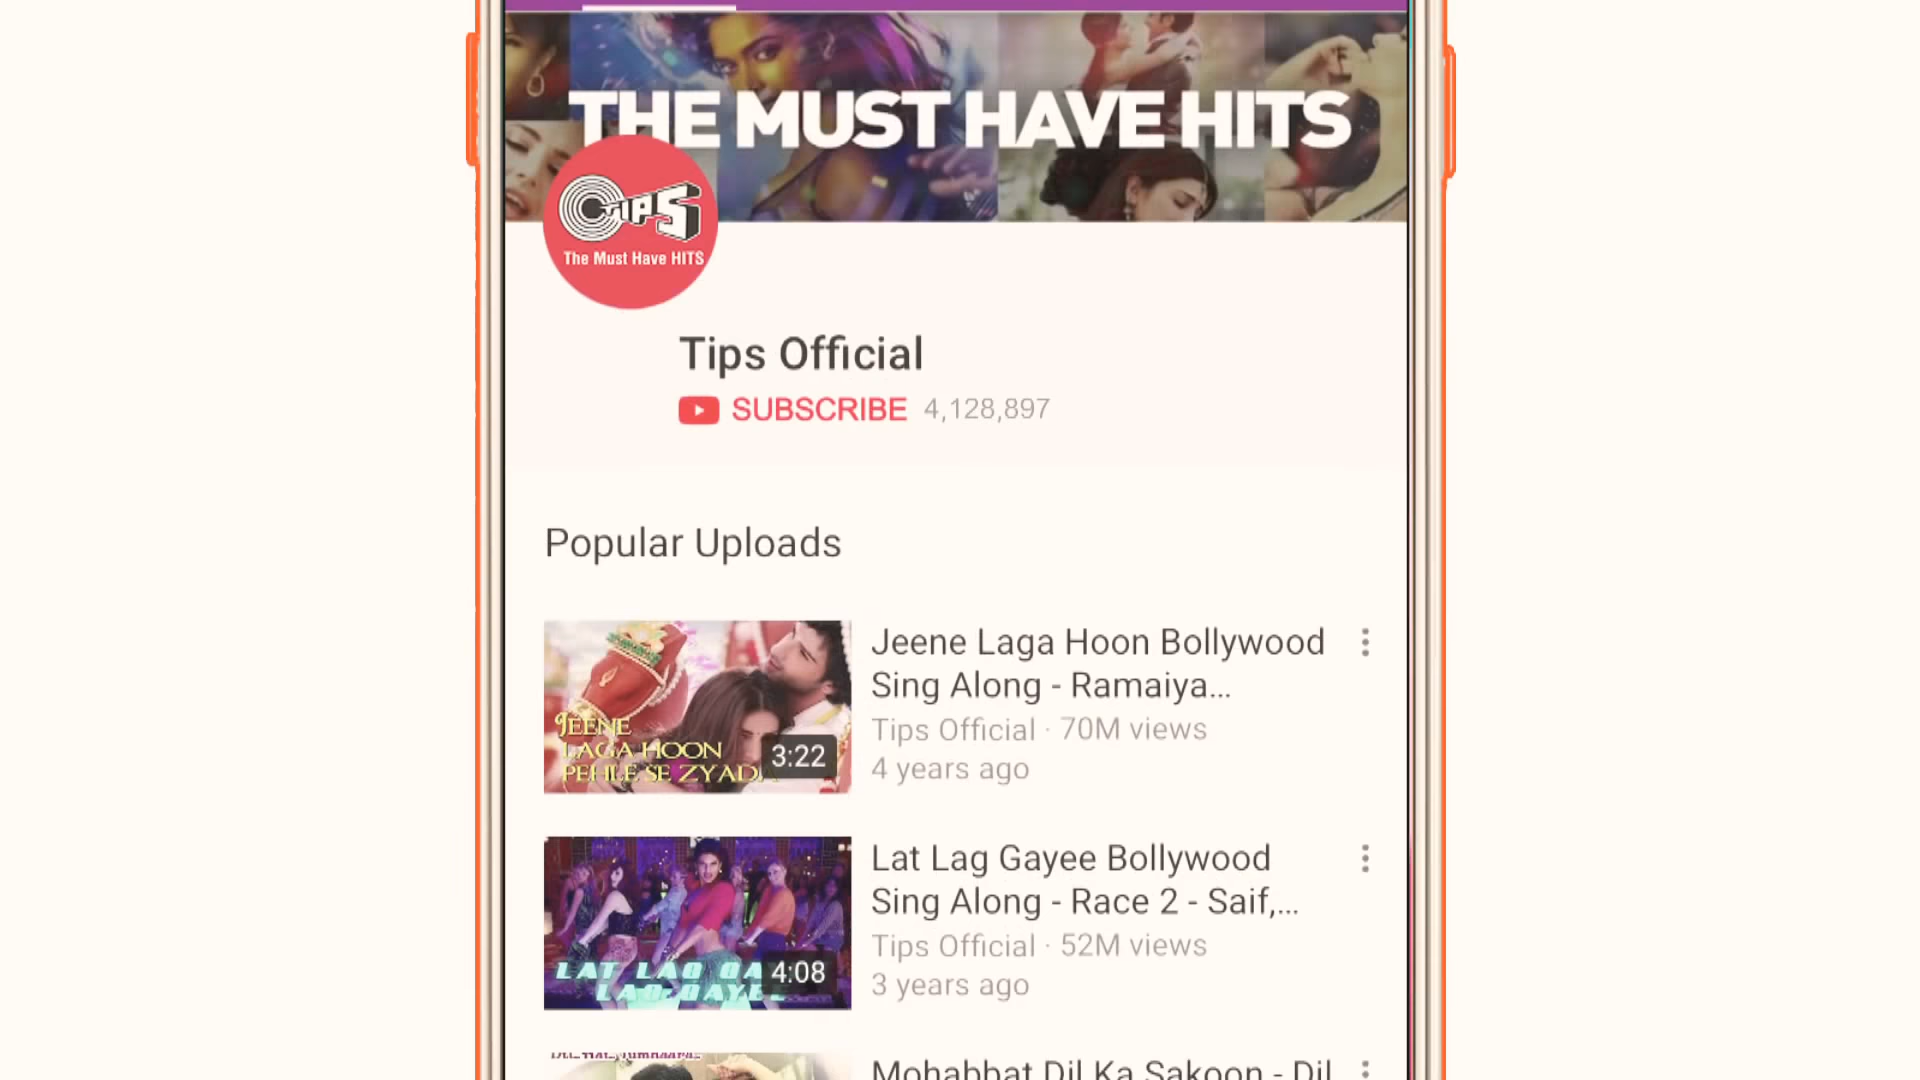 THE MUST HAVE HITS
TIPS
The Must Have HITS
Tips Official
SUBSCRIBE 4,128,897
Popular Uploads
Jeene Laga Hoon Bollywood
Sing Along - Ramaiya...
Tips Official · 70M views
4 years ago
JEENE
LAGA HOON
PEHLE SE ZYADA
3:22
Lat Lag Gayee Bollywood
Sing Along - Race 2 - Saif,...
Tips Official · 52M views
3 years ago
LAT LAG GA
LAG GAYEE
4:08
Mohabbat Dil Ka Sakoon - Dil